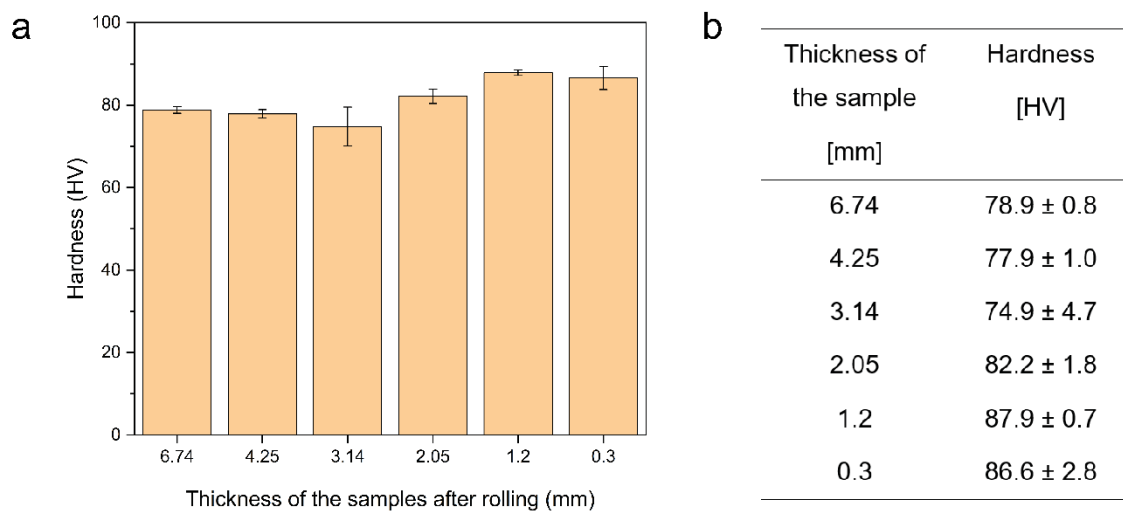 a
100
80
60
40
20
0
Hardness (HV)
6.74 4.25 3.14 2.05 1.2 0.3
Thickness of the samples after rolling (mm)
b
Thickness of
the sample
[mm]
Hardness
[HV]
6.74 78.9 ± 0.8
4.25 77.9 ± 1.0
3.14 74.9 ± 4.7
2.05 82.2 ± 1.8
1.2 87.9 ± 0.7
0.3 86.6 ± 2.8